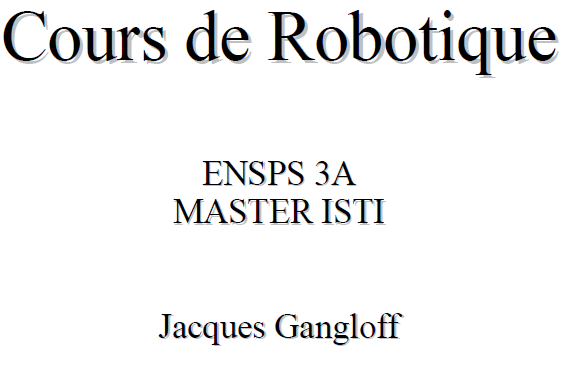 Cours de Robotique
ENSPS 3A
MASTER ISTI
Jacques Gangloff